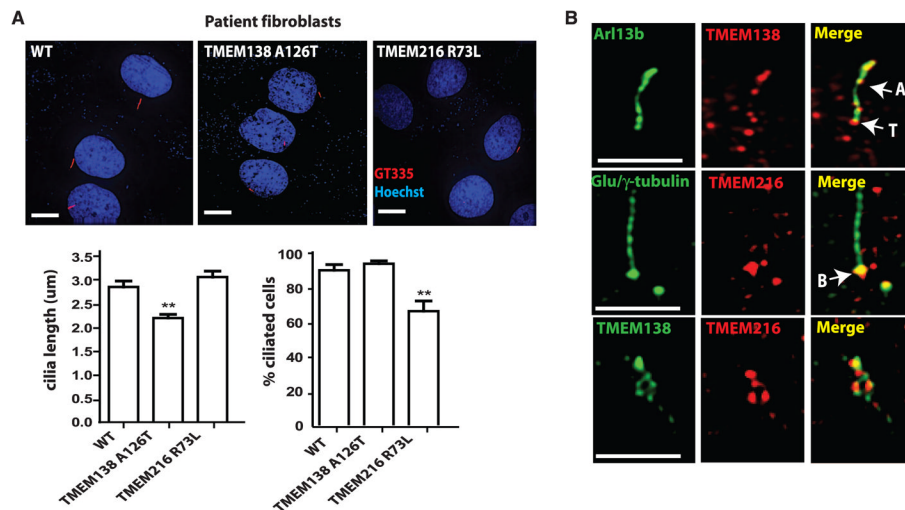 A
Patient fibroblasts
WT
TMEM138 A126T
TMEM216 R73L
GT335
Hoechst
cilia length (um)
3.5
3.0
2.5
2.0
1.5
1.0
0.5
0.0
**
WT
TMEM138 A126T
TMEM216 R73L
% ciliated cells
100
80
60
40
20
0
**
WT
TMEM138 A126T
TMEM216 R73L
B
Arl13b
TMEM138
Merge
A
T
Glu/γ-tubulin
TMEM216
Merge
B
TMEM138
TMEM216
Merge